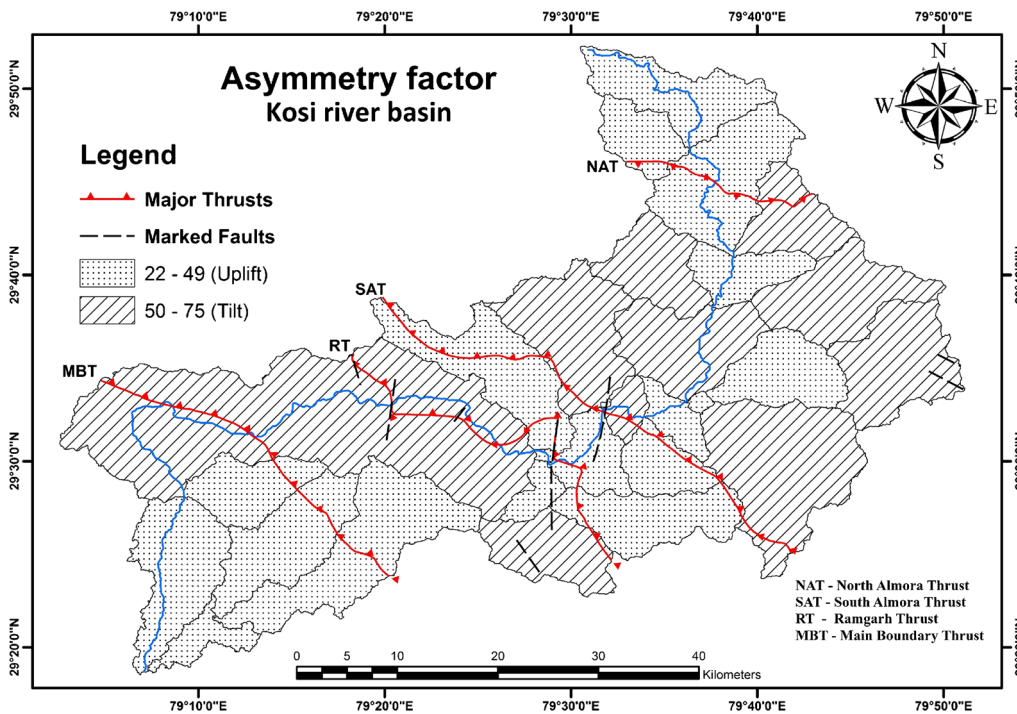 79°10'0"E 79°20'0"E 79°30'0"E 79°40'0"E 79°50'0"E
Asymmetry factor
Kosi river basin
N
W E
S
29°50'0"N
Legend
Major Thrusts
Marked Faults
22 - 49 (Uplift)
50 - 75 (Tilt)
NAT
29°40'0"N
SAT
RT
MBT
29°30'0"N
NAT - North Almora Thrust
SAT - South Almora Thrust
RT - Ramgarh Thrust
MBT - Main Boundary Thrust
29°20'0"N
0 5 10 20 30 40
Kilometers
79°10'0"E 79°20'0"E 79°30'0"E 79°40'0"E 79°50'0"E